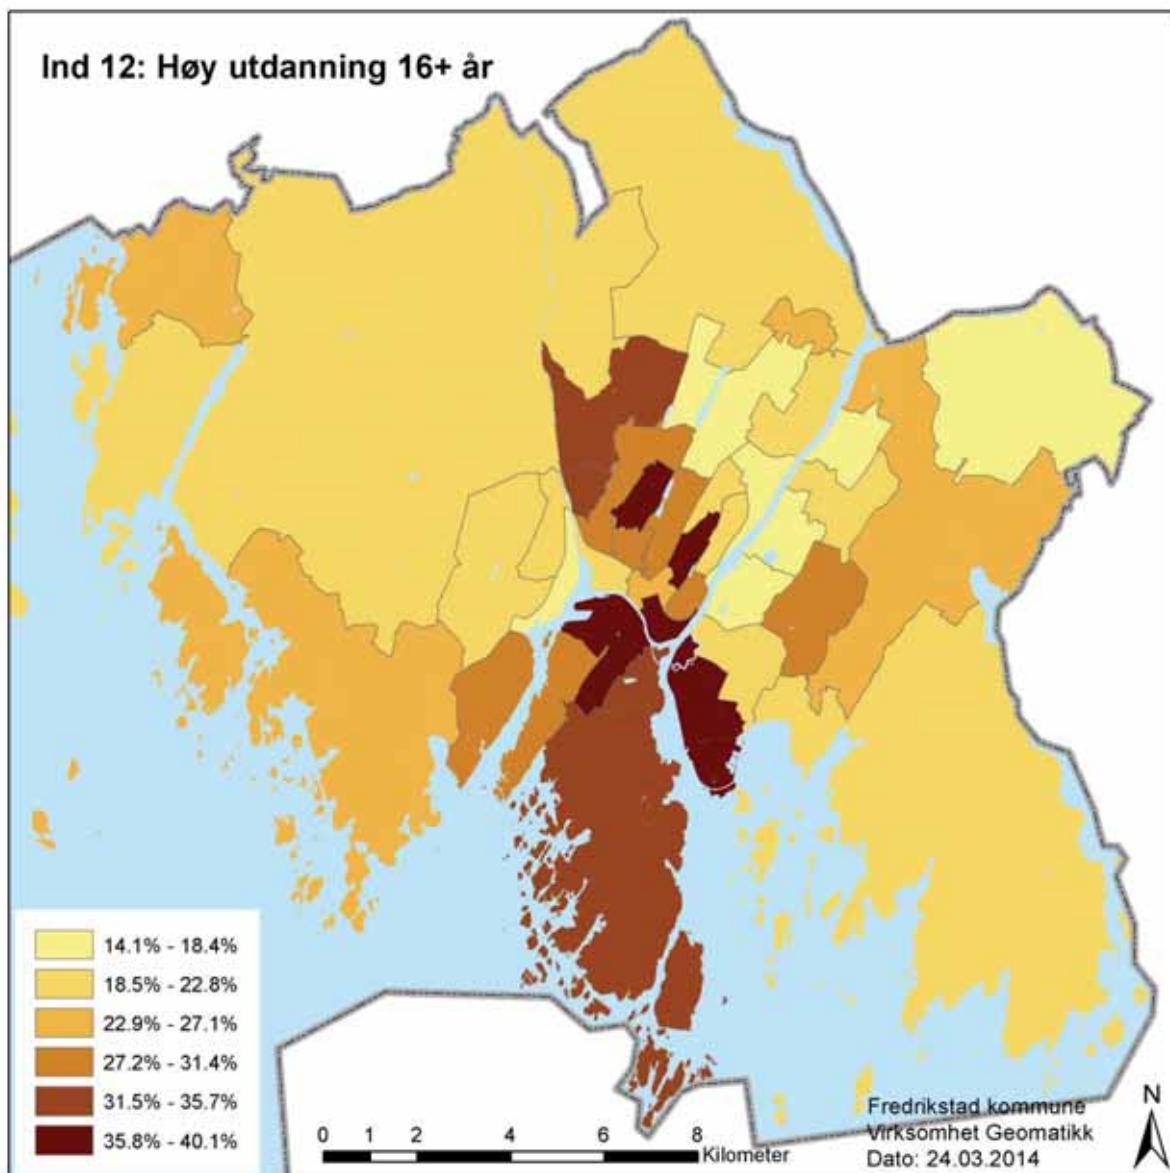 Ind 12: Høy utdanning 16+ år
14.1% - 18.4%
18.5% - 22.8%
22.9% - 27.1%
27.2% - 31.4%
31.5% - 35.7%
35.8% - 40.1%
0 1 2 4 6 8
Kilometer
N
Fredrikstad kommune
Virksomhet Geomatikk
Dato: 24.03.2014